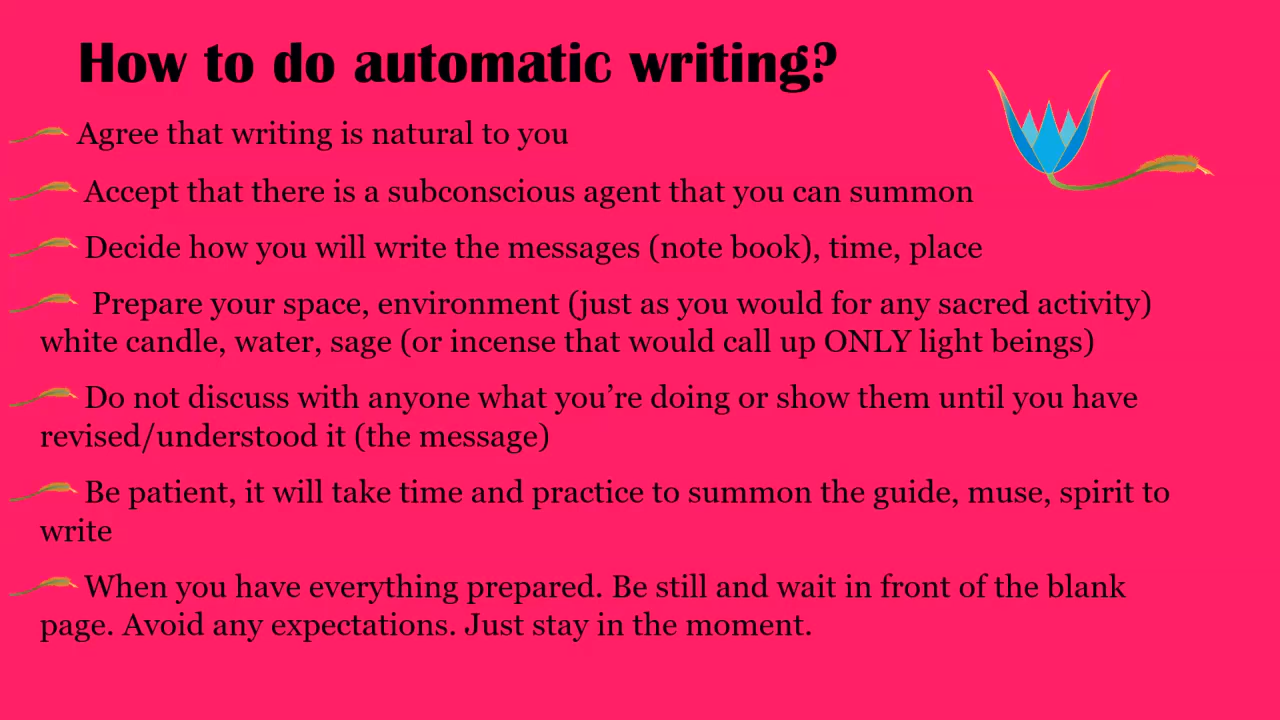 How to do automatic writing?
Agree that writing is natural to you
Accept that there is a subconscious agent that you can summon
Decide how you will write the messages (note book), time, place
Prepare your space, environment (just as you would for any sacred activity)
white candle, water, sage (or incense that would call up ONLY light beings)
Do not discuss with anyone what you’re doing or show them until you have
revised/understood it (the message)
Be patient, it will take time and practice to summon the guide, muse, spirit to
write
When you have everything prepared. Be still and wait in front of the blank
page. Avoid any expectations. Just stay in the moment.